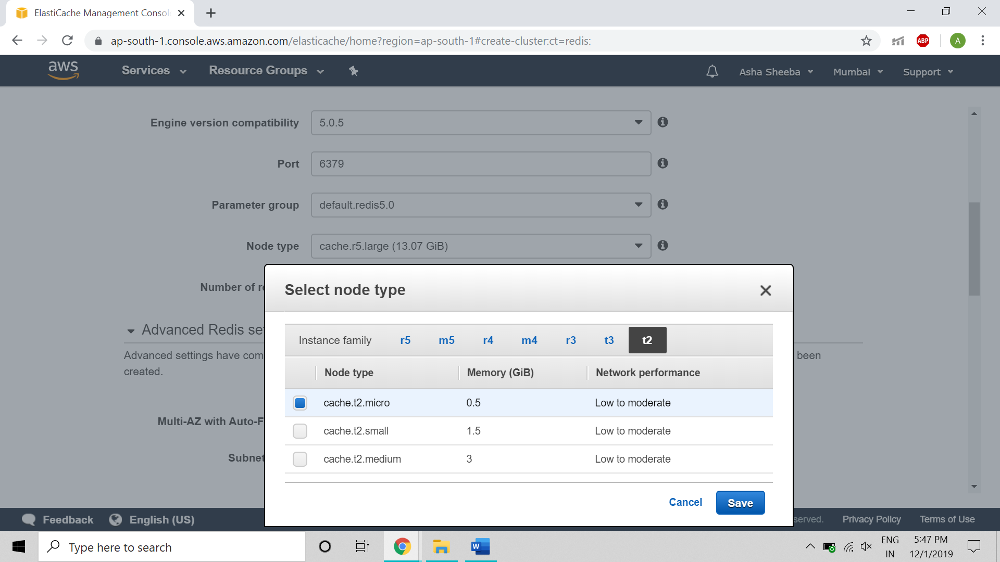 ElastiCache Management Consol
ap-south-1.console.aws.amazon.com/elasticache/home?region=ap-south-1#create-cluster:ct=redis:
ABP
A
aws
Services
Resource Groups
Asha Sheeba
Mumbai
Support
Engine version compatibility
5.0.5
Port
6379
Parameter group
default.redis5.0
Node type
cache.r5.large (13.07 GiB)
Number of r
Select node type
Advanced Redis se
Instance family
r5
m5
r4
m4
r3
t3
t2
Advanced settings have com
been
created.
Node type
Memory (GiB)
Network performance
cache.t2.micro
0.5
Low to moderate
Multi-AZ with Auto-F
cache.t2.small
1.5
Low to moderate
Subnet
cache.t2.medium
3
Low to moderate
Cancel
Save
Feedback
English (US)
served.
Privacy Policy
Terms of Use
Type here to search
W
ENG
IN
5:47 PM
12/1/2019